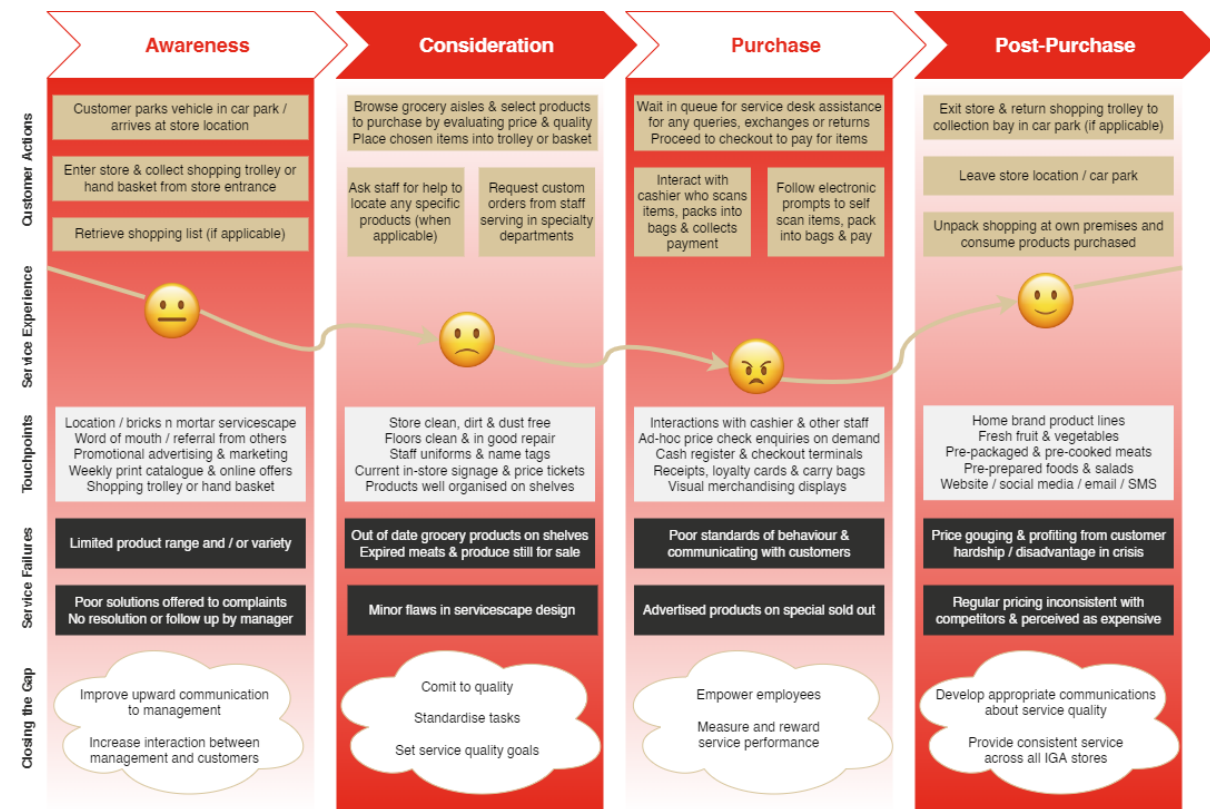 Awareness
Consideration
Purchase
Post-Purchase
Customer Actions
Customer parks vehicle in car park /
arrives at store location
Enter store & collect shopping trolley or
hand basket from store entrance
Retrieve shopping list (if applicable)
Browse grocery aisles & select products
to purchase by evaluating price & quality
Place chosen items into trolley or basket
Ask staff for help to
locate any specific
products (when
applicable)
Request custom
orders from staff
serving in specialty
departments
Wait in queue for service desk assistance
for any queries, exchanges or returns
Proceed to checkout to pay for items
Interact with
cashier who scans
items, packs into
bags & collects
payment
Follow electronic
prompts to self
scan items, pack
into bags & pay
Exit store & return shopping trolley to
collection bay in car park (if applicable)
Leave store location / car park
Unpack shopping at own premises and
consume products purchased
Service Experience
Touchpoints
Location / bricks n mortar servicescape
Word of mouth / referral from others
Promotional advertising & marketing
Weekly print catalogue & online offers
Shopping trolley or hand basket
Store clean, dirt & dust free
Floors clean & in good repair
Staff uniforms & name tags
Current in-store signage & price tickets
Products well organised on shelves
Interactions with cashier & other staff
Ad-hoc price check enquiries on demand
Cash register & checkout terminals
Receipts, loyalty cards & carry bags
Visual merchandising displays
Home brand product lines
Fresh fruit & vegetables
Pre-packaged & pre-cooked meats
Pre-prepared foods & salads
Website / social media / email / SMS
Service Failures
Limited product range and / or variety
Poor solutions offered to complaints
No resolution or follow up by manager
Out of date grocery products on shelves
Expired meats & produce still for sale
Minor flaws in servicescape design
Poor standards of behaviour &
communicating with customers
Advertised products on special sold out
Price gouging & profiting from customer
hardship / disadvantage in crisis
Regular pricing inconsistent with
competitors & perceived as expensive
Closing the Gap
Improve upward communication
to management
Increase interaction between
management and customers
Comit to quality
Standardise tasks
Set service quality goals
Empower employees
Measure and reward
service performance
Develop appropriate communications
about service quality
Provide consistent service
across all IGA stores